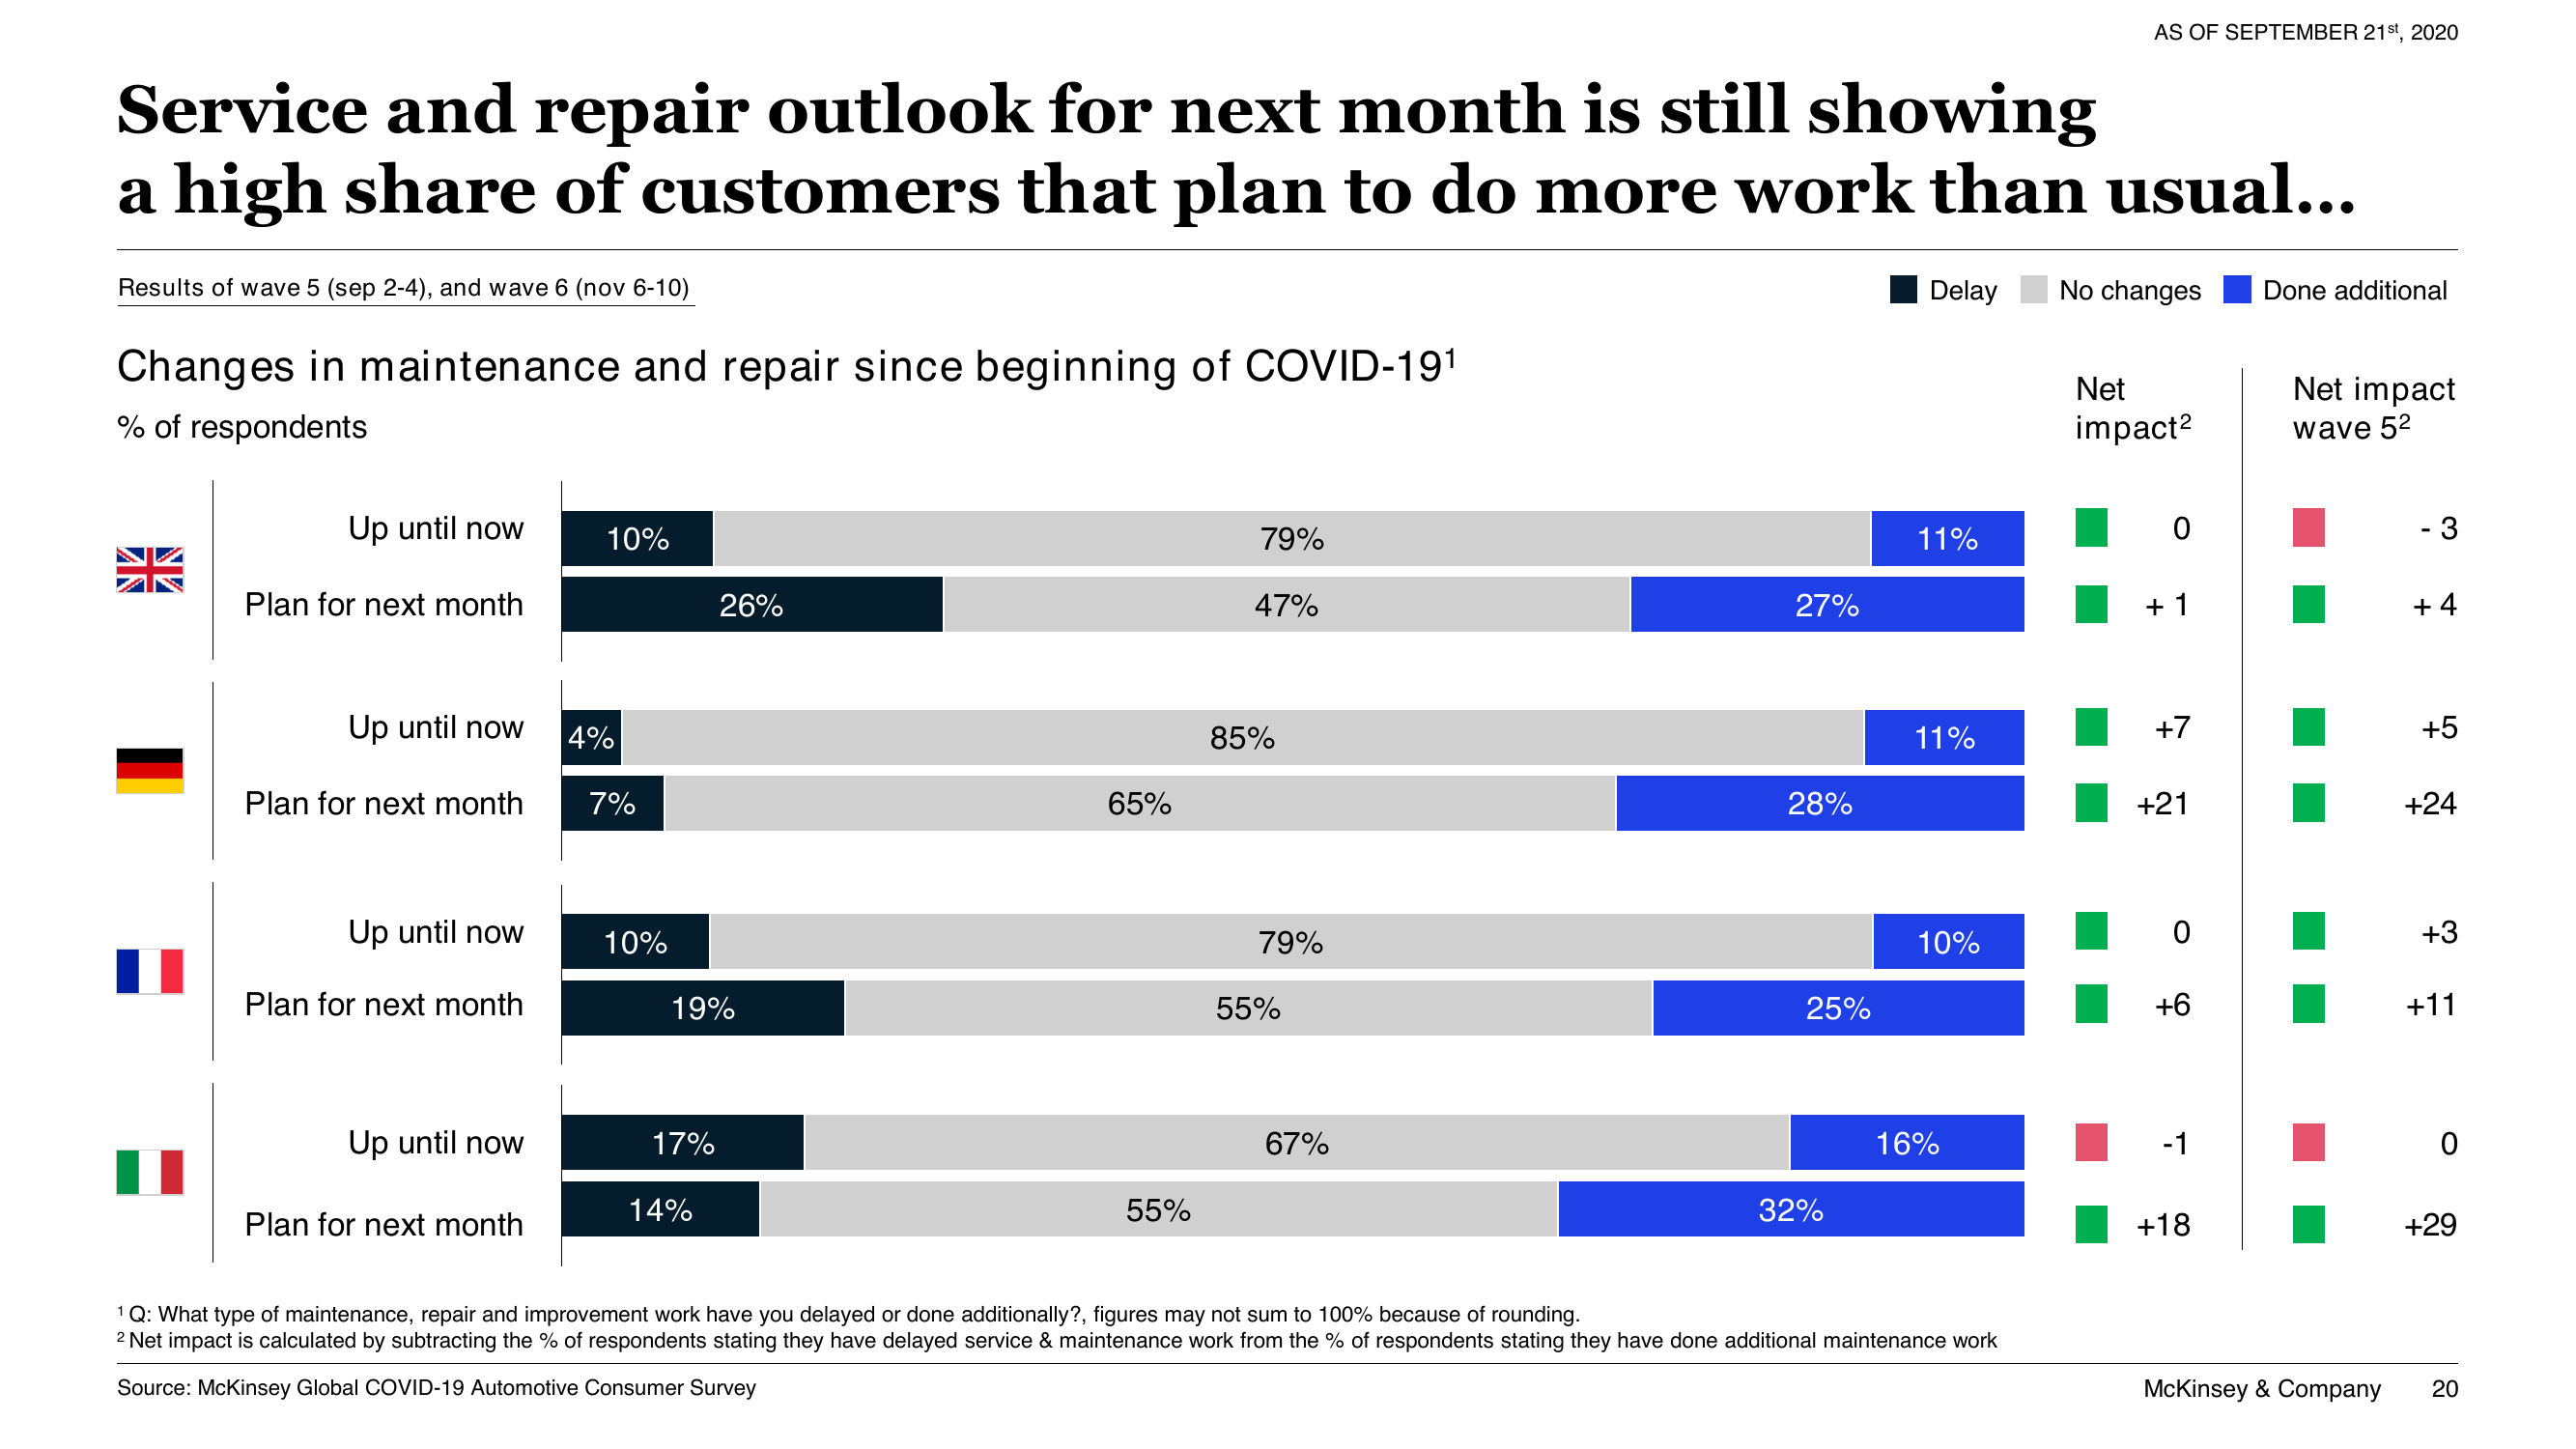 AS OF SEPTEMBER 21st, 2020
Service and repair outlook for next month is still showing
a high share of customers that plan to do more work than usual...
Results of wave 5 (sep 2-4), and wave 6 (nov 6-10)
Delay No changes Done additional
Changes in maintenance and repair since beginning of COVID-19¹
% of respondents
Net
impact²
Net impact
wave 5²
Up until now 10% 79% 11% 0 - 3
Plan for next month 26% 47% 27% + 1 + 4
Up until now 4% 85% 11% +7 +5
Plan for next month 7% 65% 28% +21 +24
Up until now 10% 79% 10% 0 +3
Plan for next month 19% 55% 25% +6 +11
Up until now 17% 67% 16% -1 0
Plan for next month 14% 55% 32% +18 +29
¹ Q: What type of maintenance, repair and improvement work have you delayed or done additionally?, figures may not sum to 100% because of rounding.
² Net impact is calculated by subtracting the % of respondents stating they have delayed service & maintenance work from the % of respondents stating they have done additional maintenance work
Source: McKinsey Global COVID-19 Automotive Consumer Survey
McKinsey & Company 20